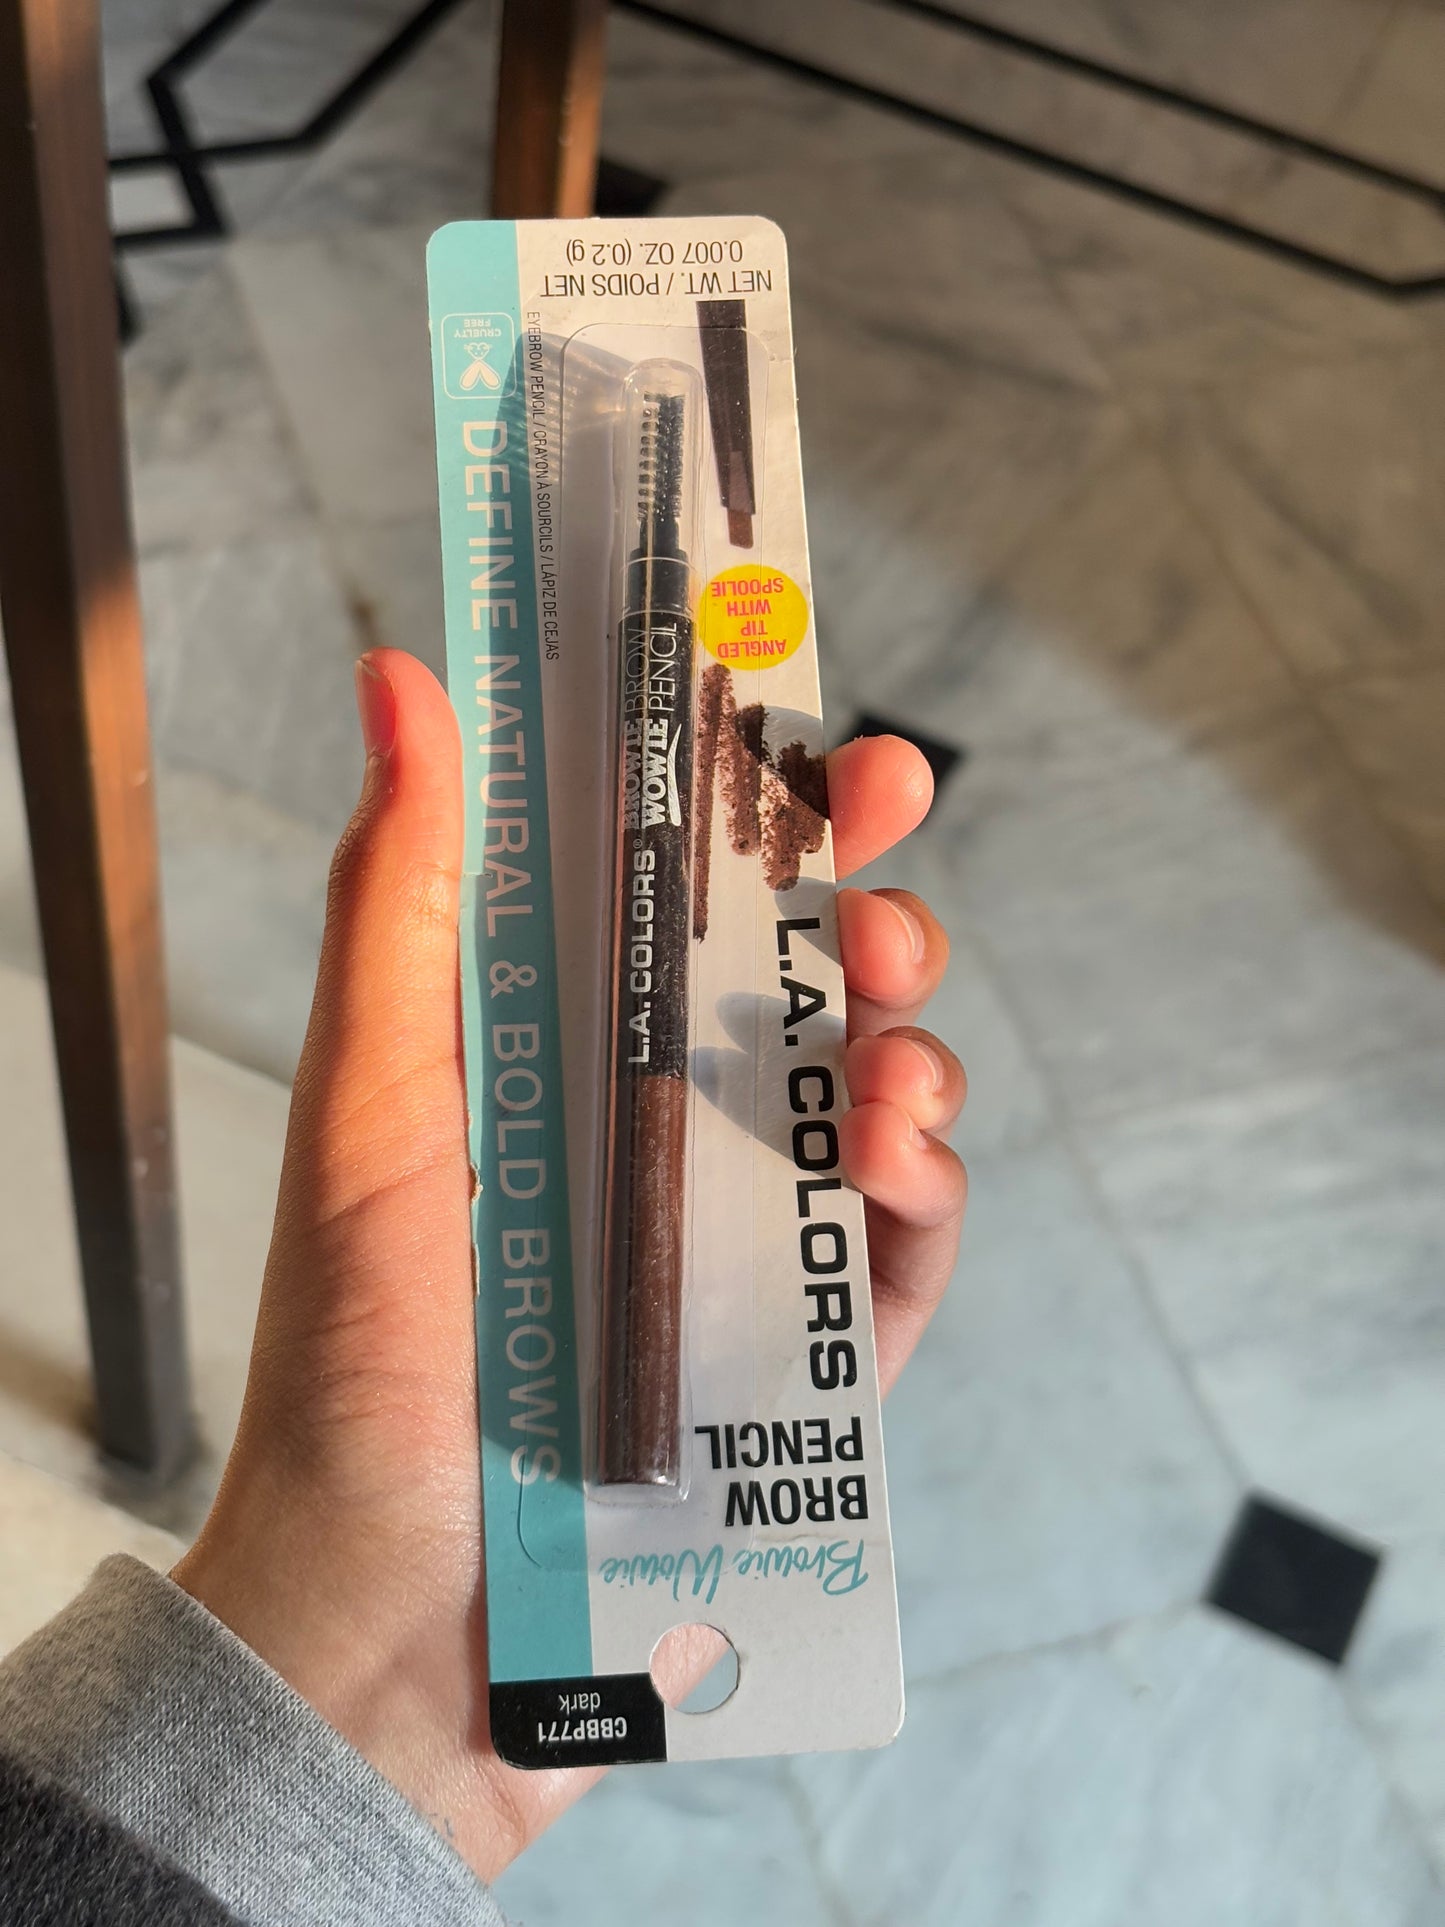 CBBP771
dark
Browie Wowie
BROW
PENCIL
L.A. COLORS
DEFINE NATURAL & BOLD BROWS
L.A. COLORS®
BROWIE BROW
WOWIE PENCIL
ANGLED
TIP
WITH
SPOOLIE
EYEBROW PENCIL / CRAYON À SOURCILS / LÁPIZ DE CEJAS
CRUELTY
FREE
NET WT. / POIDS NET
0.007 OZ. (0.2 g)